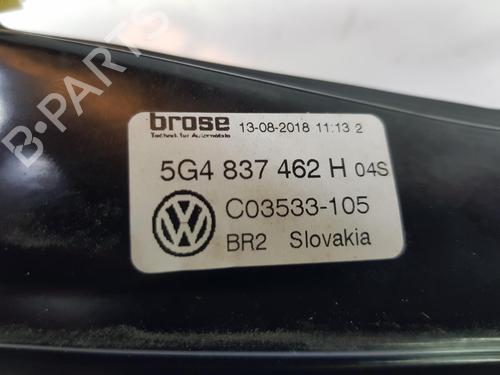 brose 13-08-2018 11:13 2
Technik für Automobile
5G4 837 462 H 04S
C03533-105
BR2 Slovakia
B-PARTS